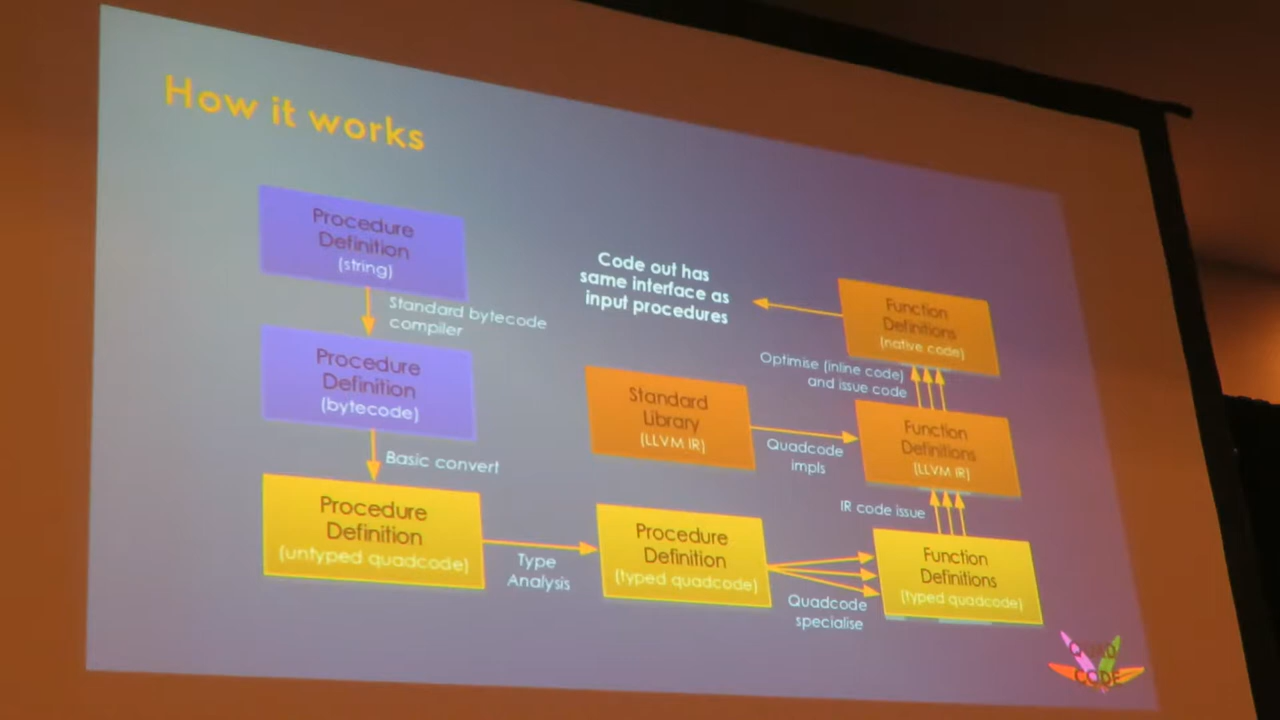 How it works
Procedure
Definition
(string)
Standard bytecode
compiler
Procedure
Definition
(bytecode)
Basic convert
Procedure
Definition
(untyped quadcode)
Type
Analysis
Procedure
Definition
(typed quadcode)
Quadcode
specialise
Function
Definitions
(typed quadcode)
IR code issue
Function
Definitions
(LLVM IR)
Standard
Library
(LLVM IR)
Quadcode
impls
Optimise (inline code)
and issue code
Function
Definitions
(native code)
Code out has
same interface as
input procedures
QUAD
CODE